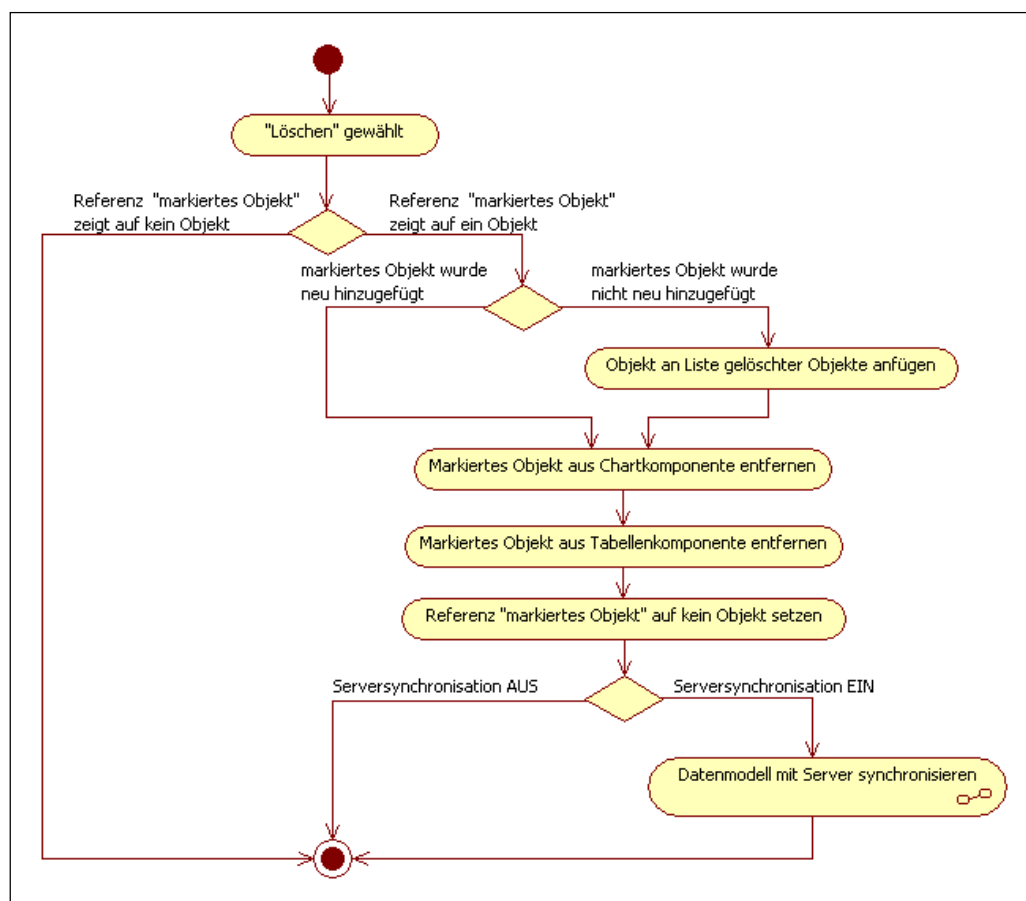 "Löschen" gewählt
Referenz "markiertes Objekt"
zeigt auf kein Objekt
Referenz "markiertes Objekt"
zeigt auf ein Objekt
markiertes Objekt wurde
neu hinzugefügt
markiertes Objekt wurde
nicht neu hinzugefügt
Objekt an Liste gelöschter Objekte anfügen
Markiertes Objekt aus Chartkomponente entfernen
Markiertes Objekt aus Tabellenkomponente entfernen
Referenz "markiertes Objekt" auf kein Objekt setzen
Serversynchronisation AUS
Serversynchronisation EIN
Datenmodell mit Server synchronisieren